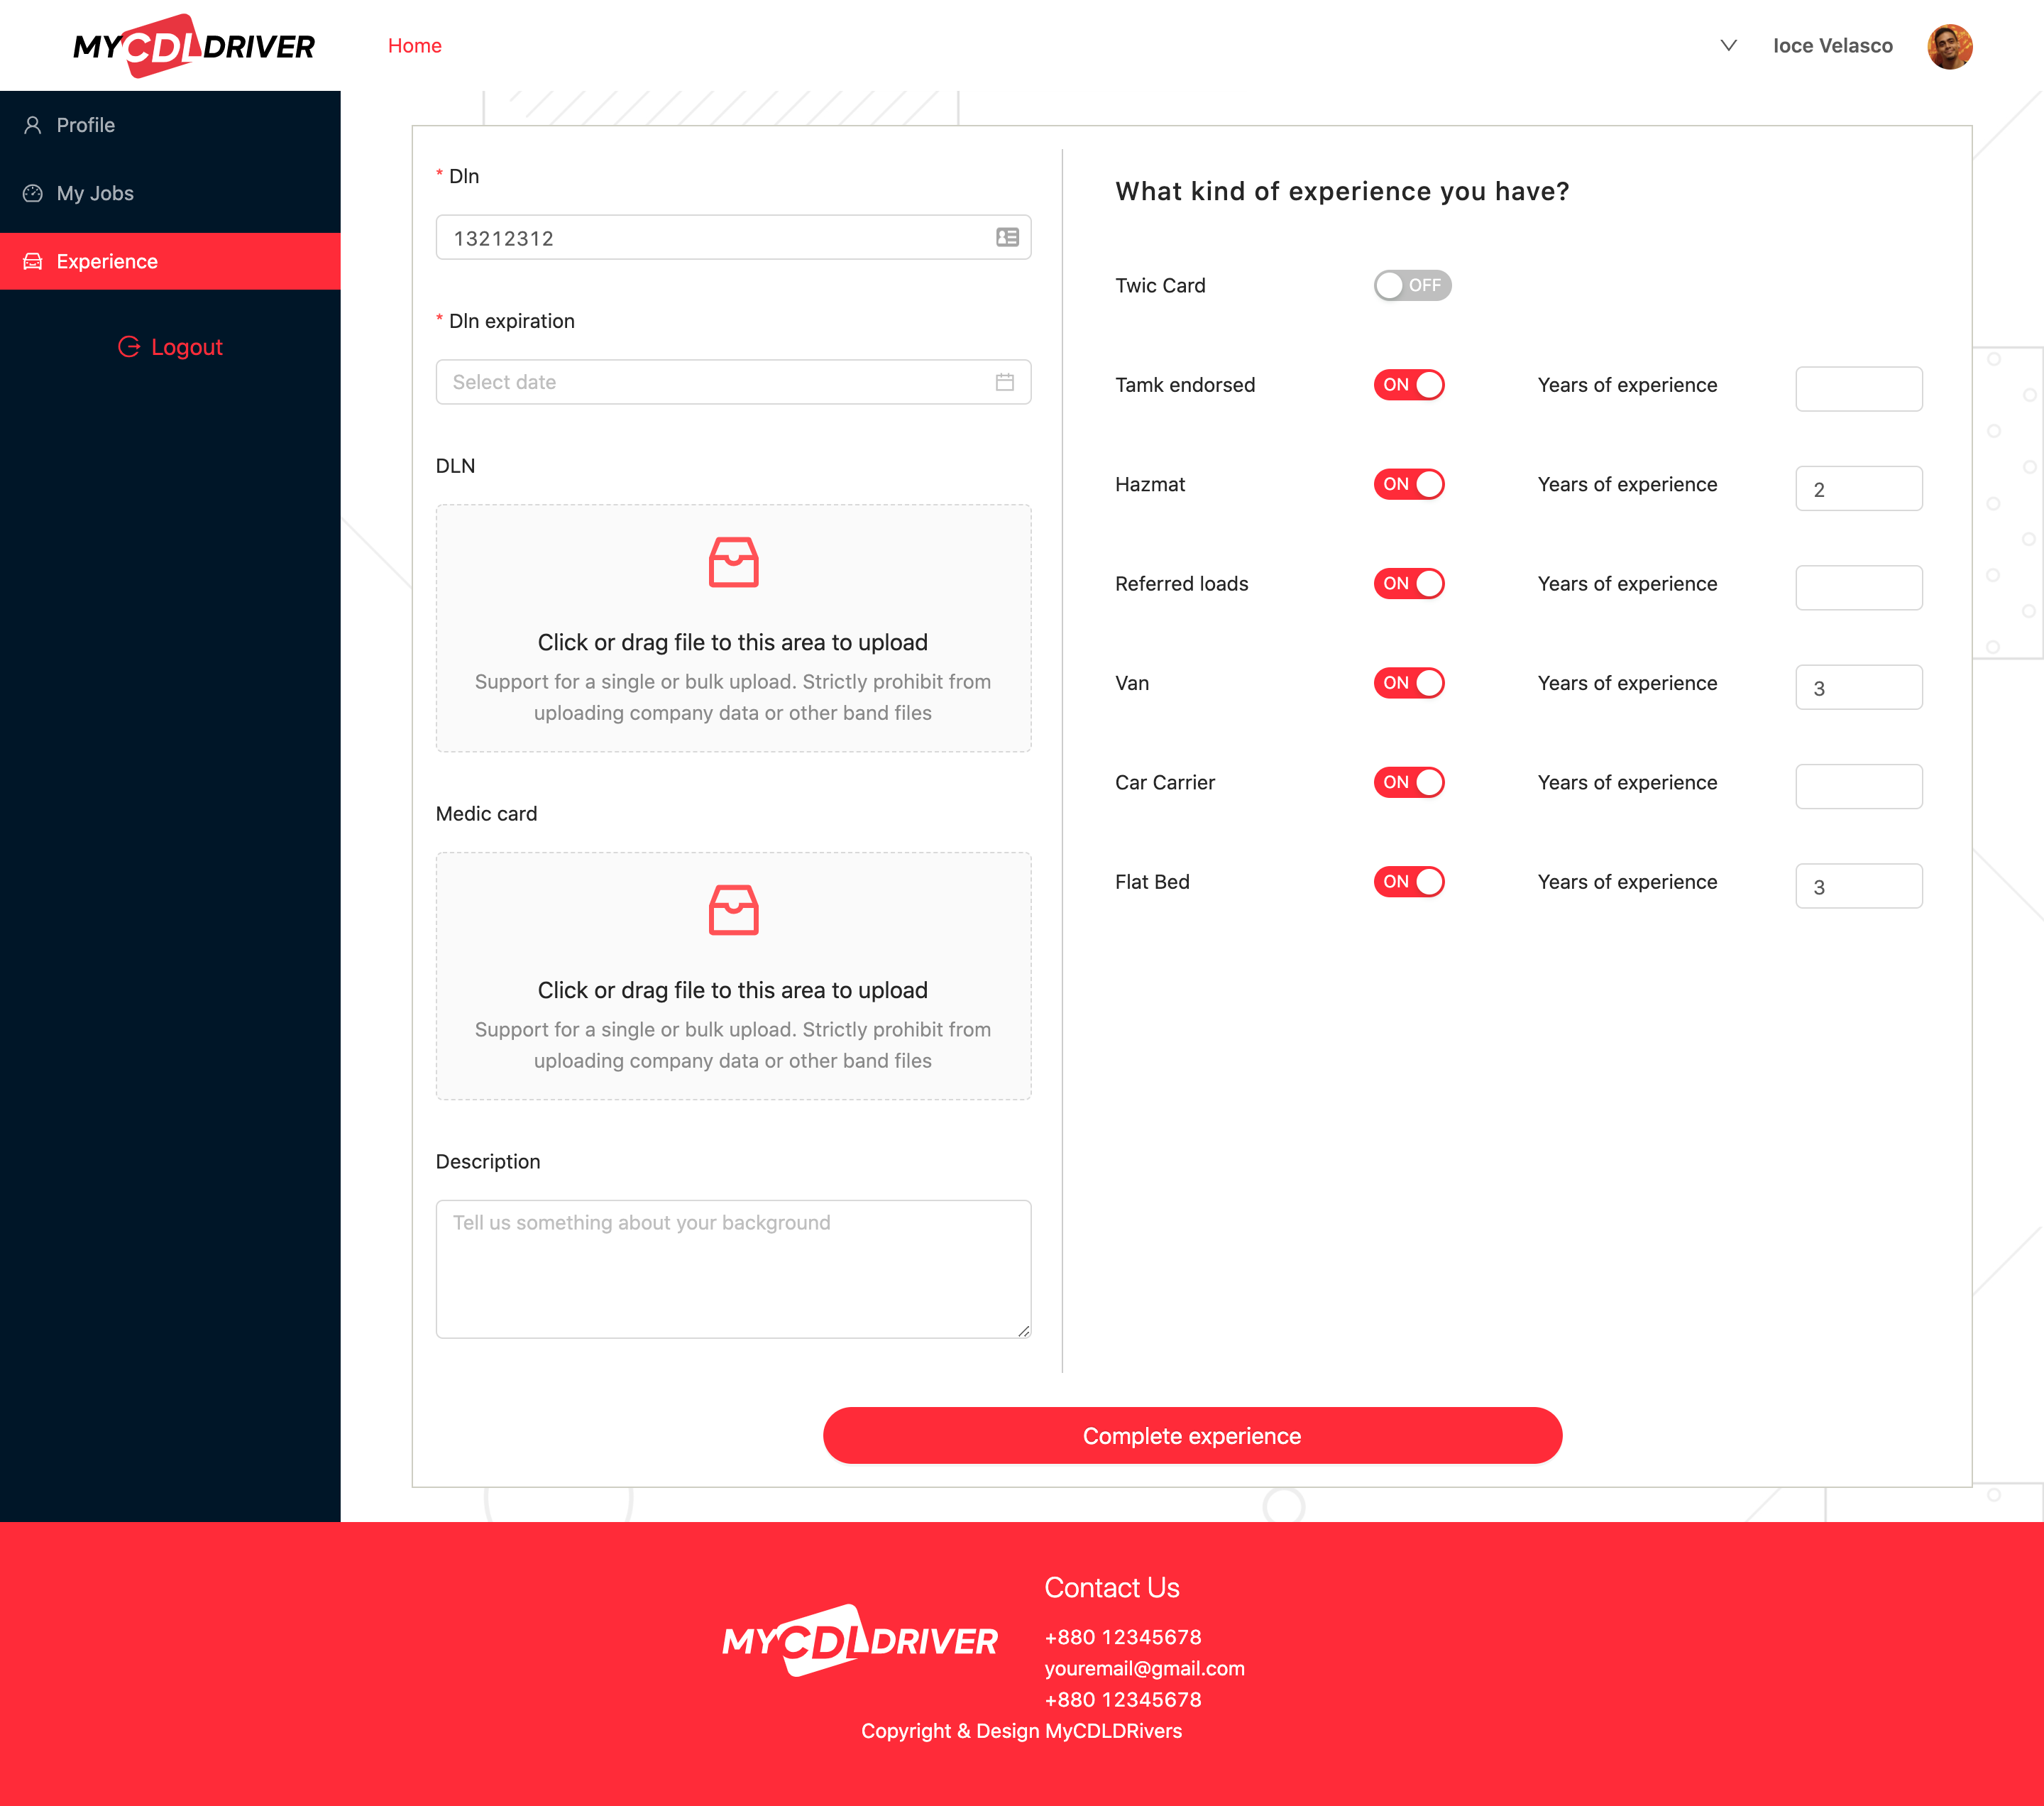 MYCDLDRIVER
Home
Ioce Velasco
Profile
My Jobs
Experience
Logout
* Dln
13212312
* Dln expiration
Select date
DLN
Click or drag file to this area to upload
Support for a single or bulk upload. Strictly prohibit from
uploading company data or other band files
Medic card
Click or drag file to this area to upload
Support for a single or bulk upload. Strictly prohibit from
uploading company data or other band files
Description
Tell us something about your background
What kind of experience you have?
Twic Card OFF
Tamk endorsed ON Years of experience
Hazmat ON Years of experience 2
Referred loads ON Years of experience
Van ON Years of experience 3
Car Carrier ON Years of experience
Flat Bed ON Years of experience 3
Complete experience
MYCDLDRIVER
Contact Us
+880 12345678
youremail@gmail.com
+880 12345678
Copyright & Design MyCDLDRivers